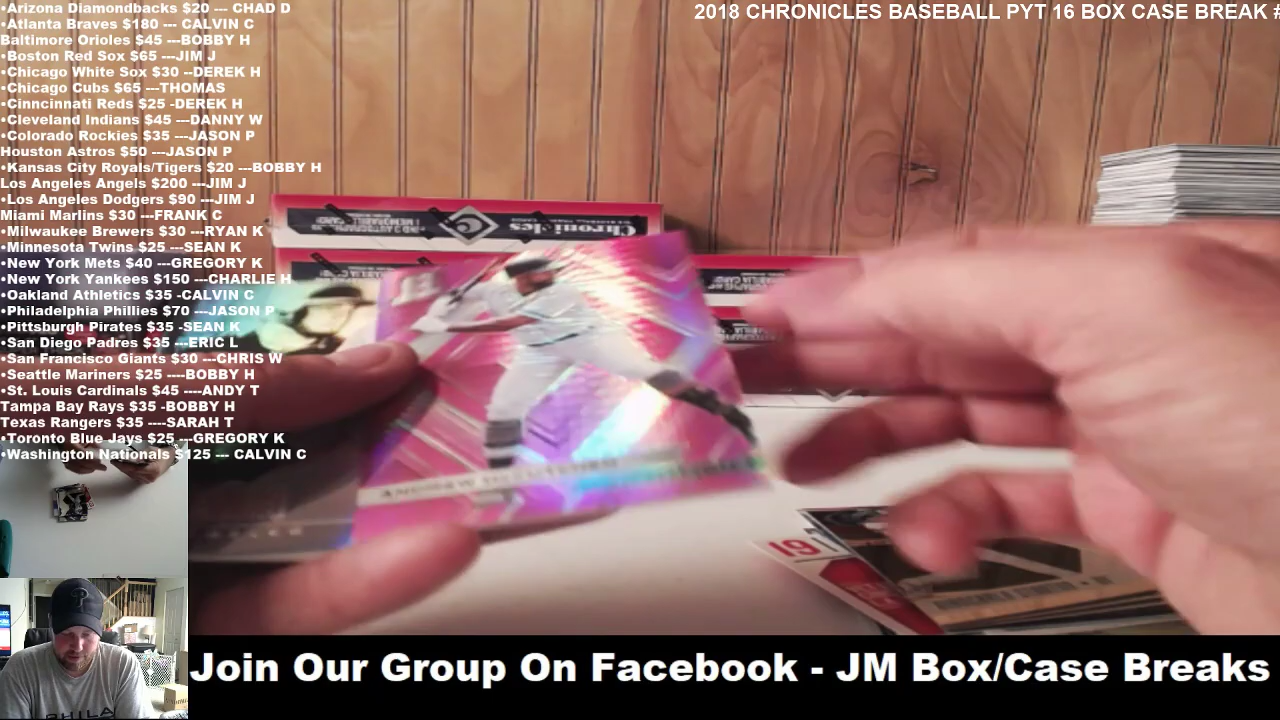 •Arizona Diamondbacks $20 --- CHAD D
•Atlanta Braves $180 --- CALVIN C
Baltimore Orioles $45 ---BOBBY H
•Boston Red Sox $65 ---JIM J
•Chicago White Sox $30 --DEREK H
•Chicago Cubs $65 ---THOMAS
•Cinncinnati Reds $25 -DEREK H
•Cleveland Indians $45 ---DANNY W
•Colorado Rockies $35 ---JASON P
Houston Astros $50 ---JASON P
•Kansas City Royals/Tigers $20 ---BOBBY H
Los Angeles Angels $200 ---JIM J
•Los Angeles Dodgers $90 ---JIM J
Miami Marlins $30 ---FRANK C
•Milwaukee Brewers $30 ---RYAN K
•Minnesota Twins $25 ---SEAN K
•New York Mets $40 ---GREGORY K
•New York Yankees $150 ---CHARLIE H
•Oakland Athletics $35 -CALVIN C
•Philadelphia Phillies $70 ---JASON P
•Pittsburgh Pirates $35 -SEAN K
•San Diego Padres $35 ---ERIC L
•San Francisco Giants $30 ---CHRIS W
•Seattle Mariners $25 ----BOBBY H
•St. Louis Cardinals $45 ----ANDY T
Tampa Bay Rays $35 -BOBBY H
Texas Rangers $35 ----SARAH T
•Toronto Blue Jays $25 ---GREGORY K
•Washington Nationals $125 --- CALVIN C
2018 CHRONICLES BASEBALL PYT 16 BOX CASE BREAK #
Chronicles
ANDREW MCCUTCHEN
Join Our Group On Facebook - JM Box/Case Breaks